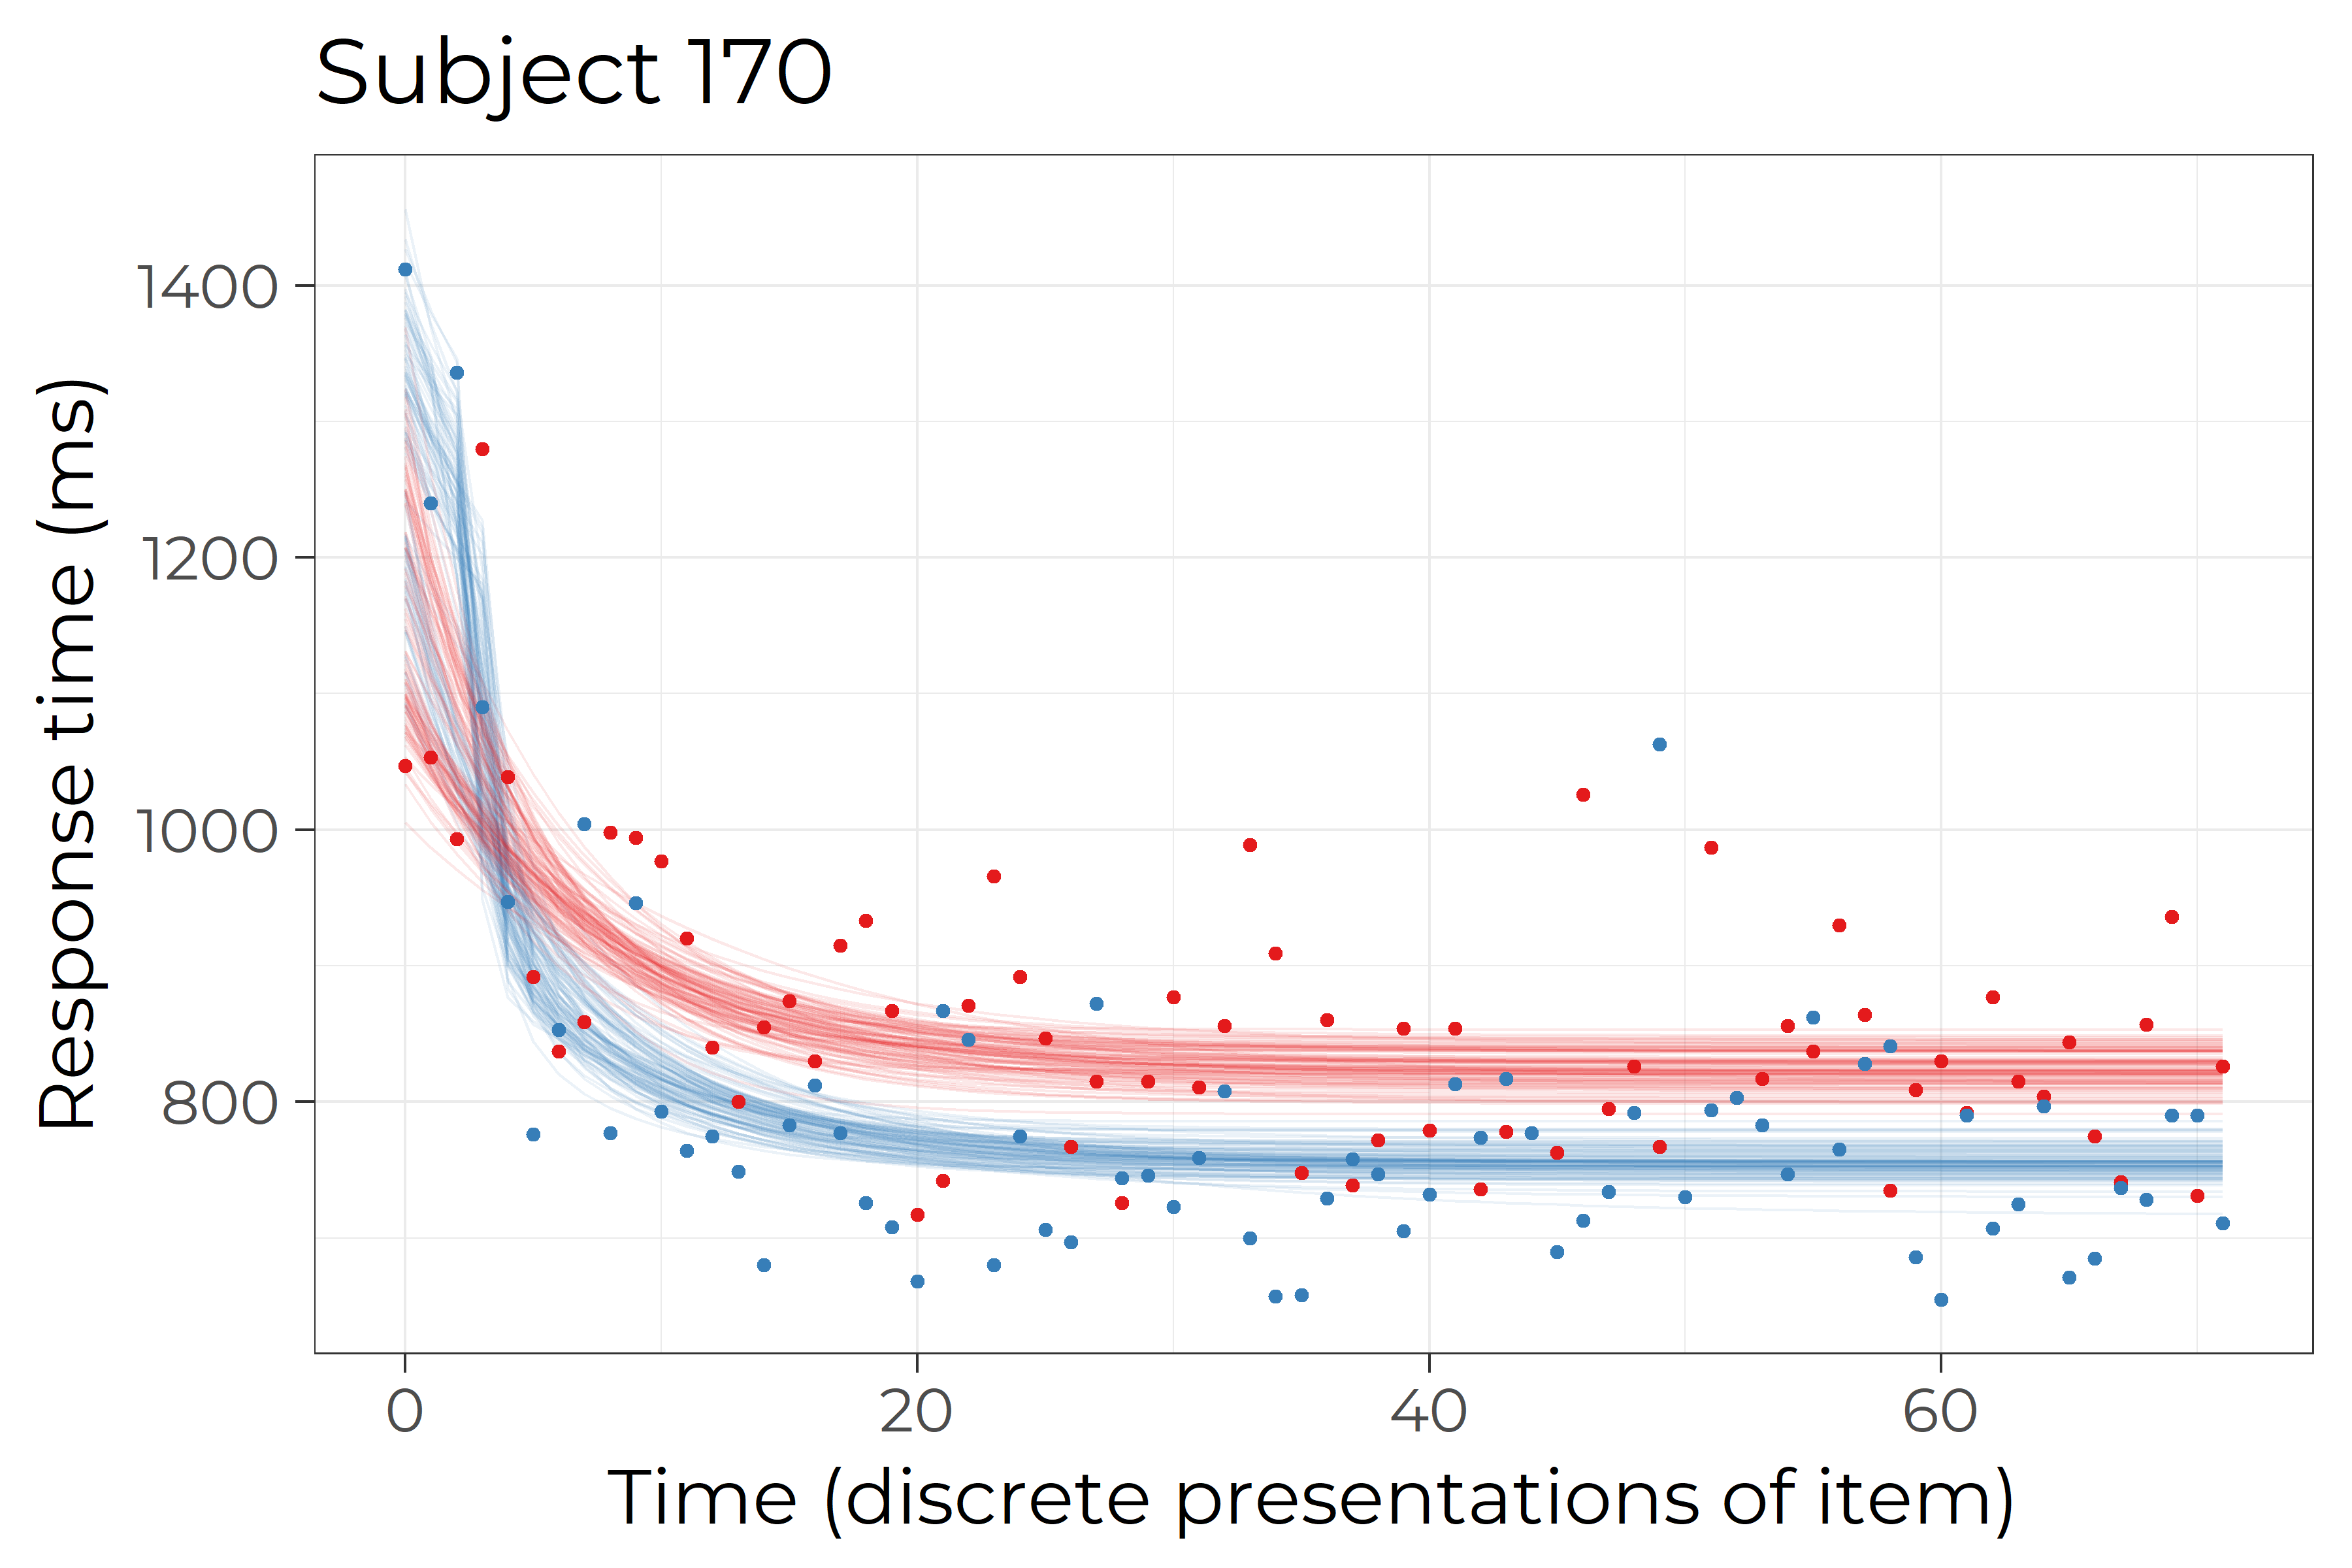 Subject 170
Response time (ms)
1400
1200
1000
800
0 20 40 60
Time (discrete presentations of item)